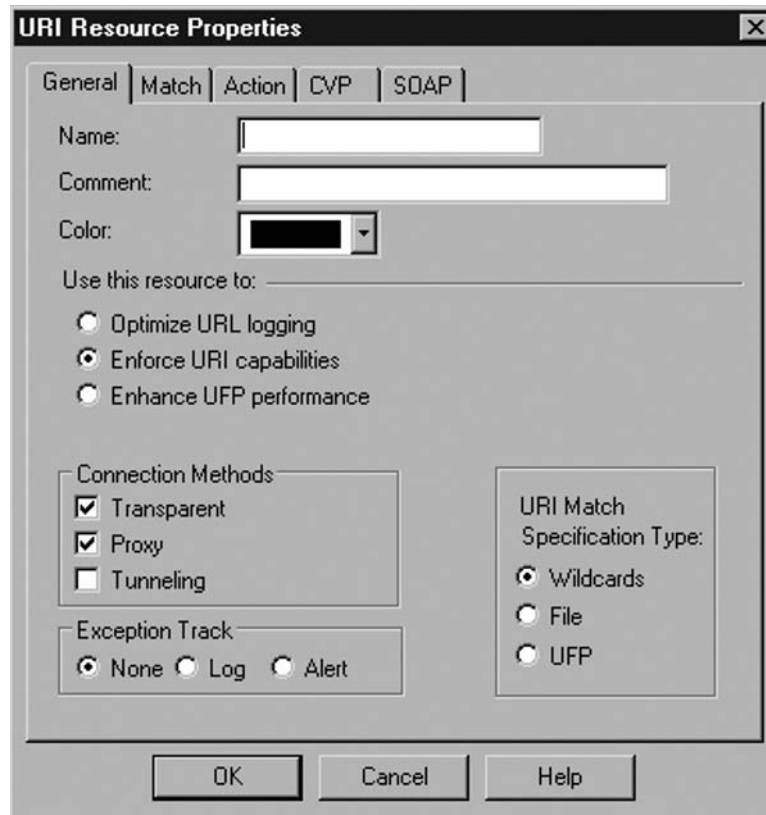 URI Resource Properties
General Match Action CVP SOAP
Name:
Comment:
Color:
Use this resource to:
Optimize URL logging
Enforce URI capabilities
Enhance UFP performance
Connection Methods
Transparent
Proxy
Tunneling
Exception Track
None Log Alert
URI Match
Specification Type:
Wildcards
File
UFP
OK Cancel Help